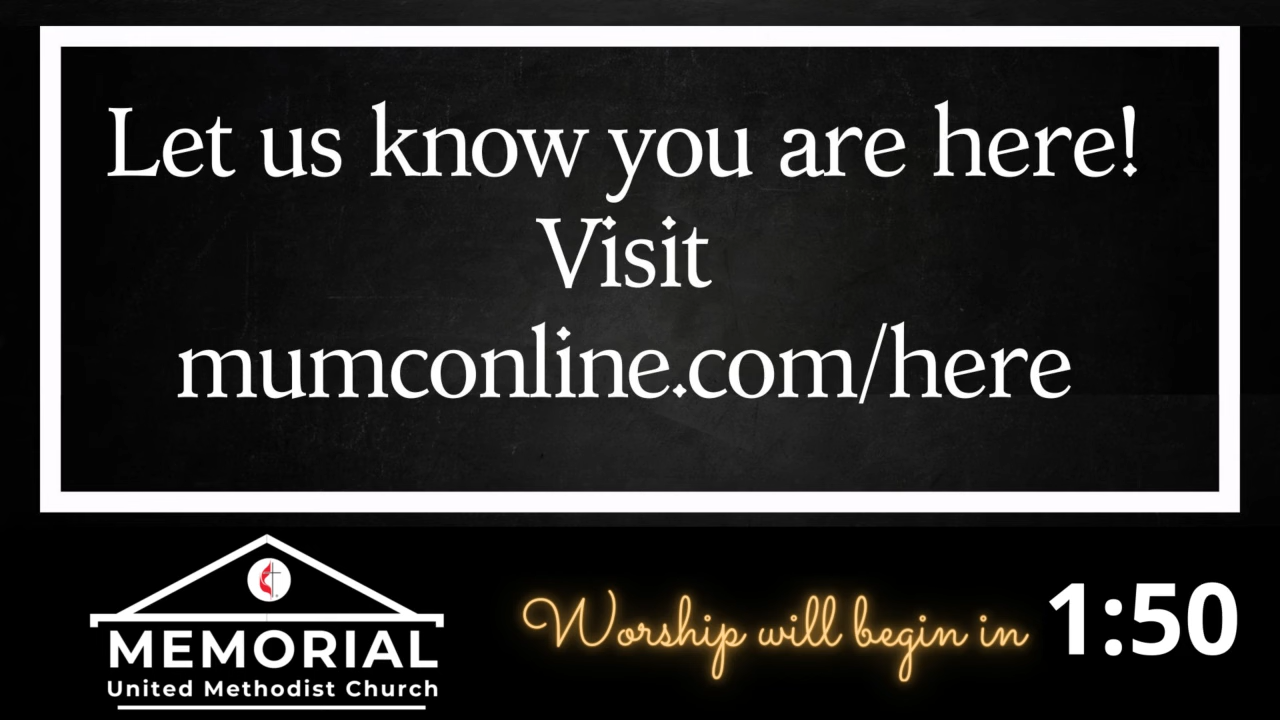 Let us know you are here!
Visit
mumconline.com/here
MEMORIAL
United Methodist Church
Worship will begin in 1:50